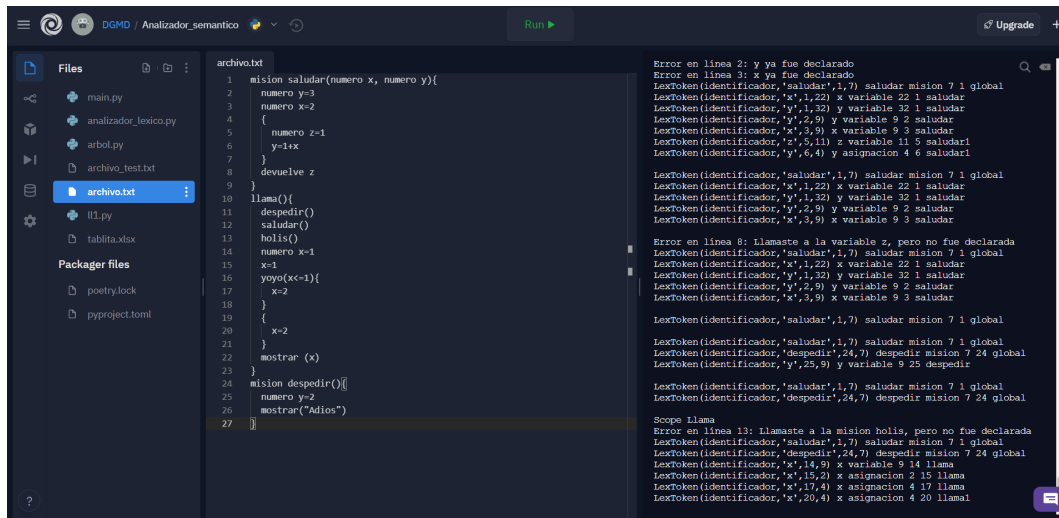 DGMD / Analizador_semantico
Run
Upgrade
Files
main.py
analizador_lexico.py
arbol.py
archivo_test.txt
archivo.txt
ll1.py
tablita.xlsx
Packager files
poetry.lock
pyproject.toml
?
archivo.txt
1 mision saludar(numero x, numero y){
2 numero y=3
3 numero x=2
4 {
5 numero z=1
6 y=1+x
7 }
8 devuelve z
9 }
10 llama(){
11 despedir()
12 saludar()
13 holis()
14 numero x=1
15 x=1
16 yoyo(x<=1){
17 x=2
18 }
19 {
20 x=2
21 }
22 mostrar (x)
23 }
24 mision despedir(){
25 numero y=2
26 mostrar("Adios")
27 }
Error en línea 2: y ya fue declarado
Error en línea 3: x ya fue declarado
LexToken(identificador,'saludar',1,7) saludar mision 7 1 global
LexToken(identificador,'x',1,22) x variable 22 1 saludar
LexToken(identificador,'y',1,32) y variable 32 1 saludar
LexToken(identificador,'y',2,9) y variable 9 2 saludar
LexToken(identificador,'x',3,9) x variable 9 3 saludar
LexToken(identificador,'z',5,11) z variable 11 5 saludar1
LexToken(identificador,'y',6,4) y asignacion 4 6 saludar1
LexToken(identificador,'saludar',1,7) saludar mision 7 1 global
LexToken(identificador,'x',1,22) x variable 22 1 saludar
LexToken(identificador,'y',1,32) y variable 32 1 saludar
LexToken(identificador,'y',2,9) y variable 9 2 saludar
LexToken(identificador,'x',3,9) x variable 9 3 saludar
Error en línea 8: Llamaste a la variable z, pero no fue declarada
LexToken(identificador,'saludar',1,7) saludar mision 7 1 global
LexToken(identificador,'x',1,22) x variable 22 1 saludar
LexToken(identificador,'y',1,32) y variable 32 1 saludar
LexToken(identificador,'y',2,9) y variable 9 2 saludar
LexToken(identificador,'x',3,9) x variable 9 3 saludar
LexToken(identificador,'saludar',1,7) saludar mision 7 1 global
LexToken(identificador,'saludar',1,7) saludar mision 7 1 global
LexToken(identificador,'despedir',24,7) despedir mision 7 24 global
LexToken(identificador,'y',25,9) y variable 9 25 despedir
LexToken(identificador,'saludar',1,7) saludar mision 7 1 global
LexToken(identificador,'despedir',24,7) despedir mision 7 24 global
Scope Llama
Error en línea 13: Llamaste a la mision holis, pero no fue declarada
LexToken(identificador,'saludar',1,7) saludar mision 7 1 global
LexToken(identificador,'despedir',24,7) despedir mision 7 24 global
LexToken(identificador,'x',14,9) x variable 9 14 llama
LexToken(identificador,'x',15,2) x asignacion 2 15 llama
LexToken(identificador,'x',17,4) x asignacion 4 17 llama
LexToken(identificador,'x',20,4) x asignacion 4 20 llama1